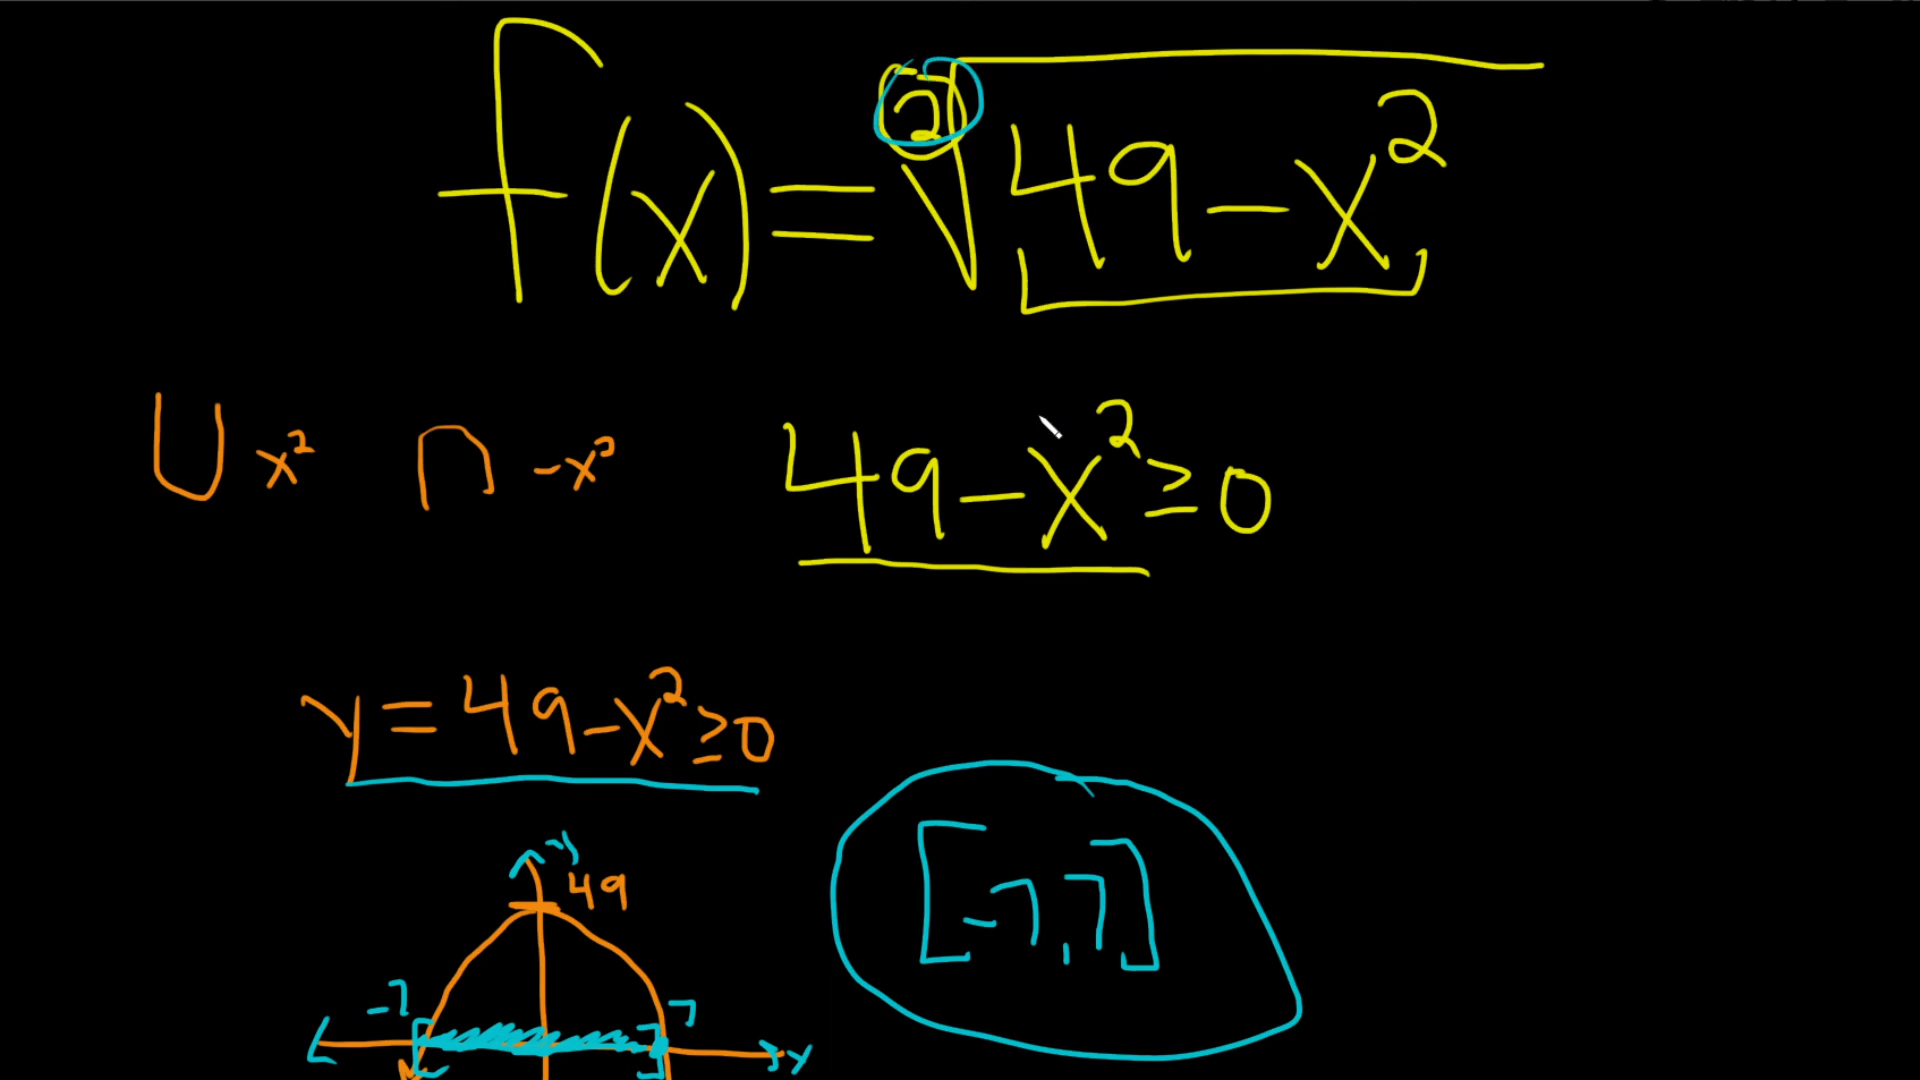 f(x) = ²√49 - x²
∪ x² ∩ -x²
49 - x² ≥ 0
y = 49 - x² ≥ 0
[-7, 7]
49
-7 7